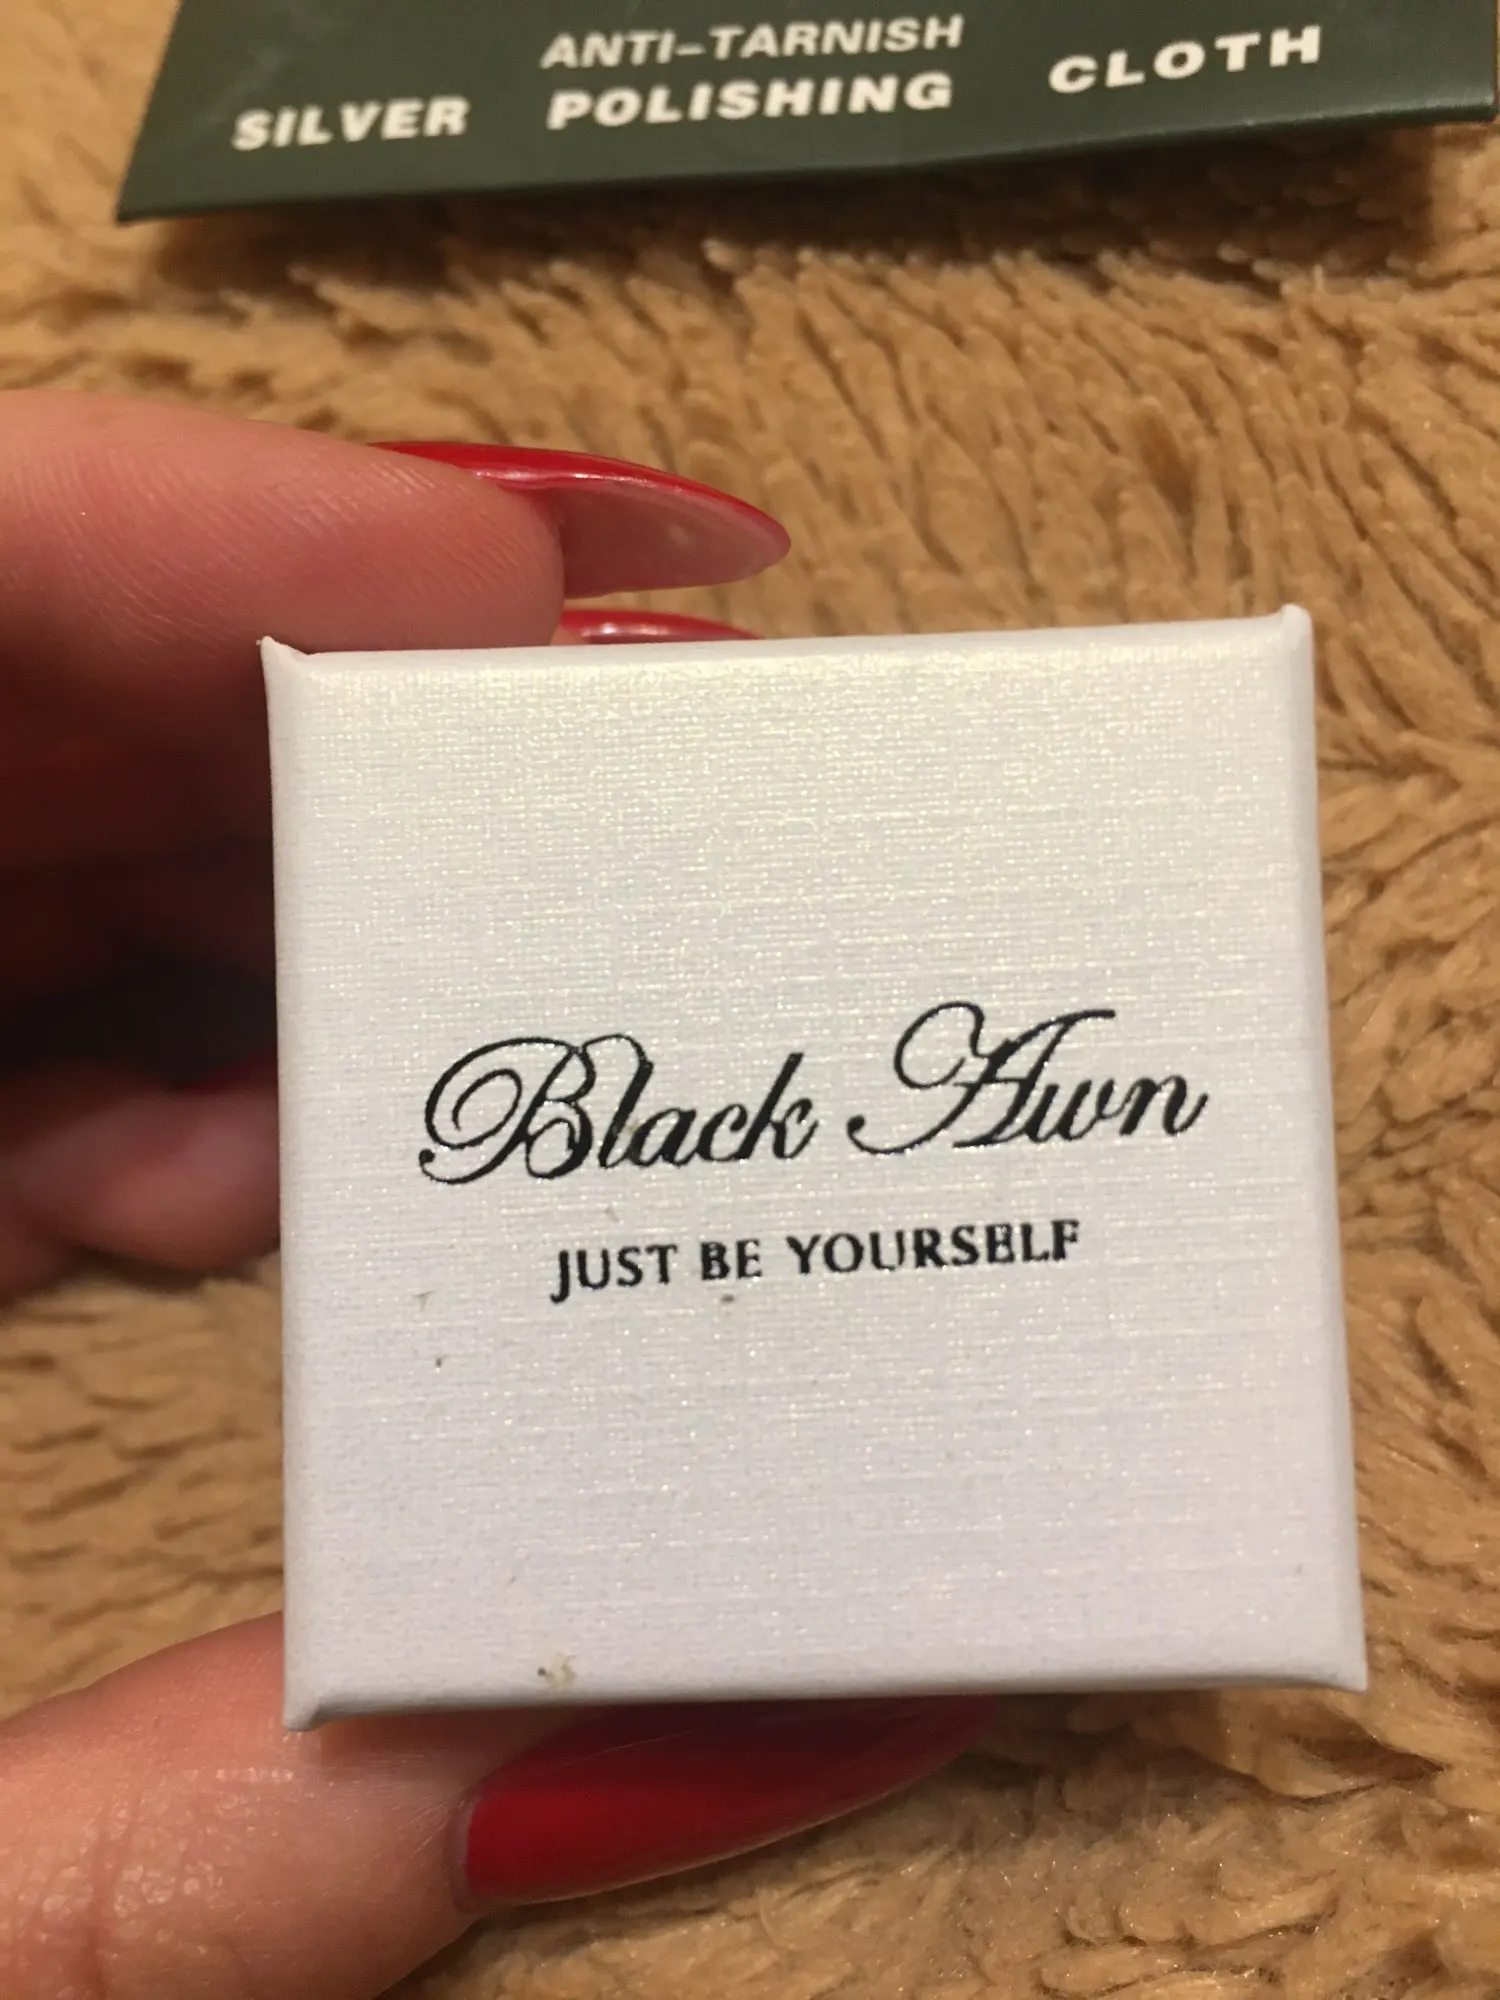 ANTI-TARNISH
SILVER POLISHING CLOTH
Black Awn
JUST BE YOURSELF